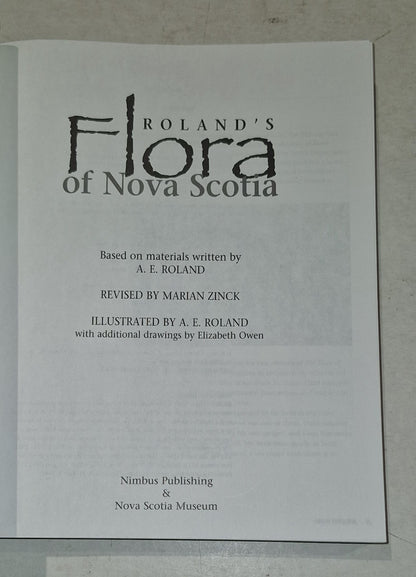 ROLAND'S
Flora
of Nova Scotia
Based on materials written by
A. E. ROLAND
REVISED BY MARIAN ZINCK
ILLUSTRATED BY A. E. ROLAND
with additional drawings by Elizabeth Owen
Nimbus Publishing
&
Nova Scotia Museum